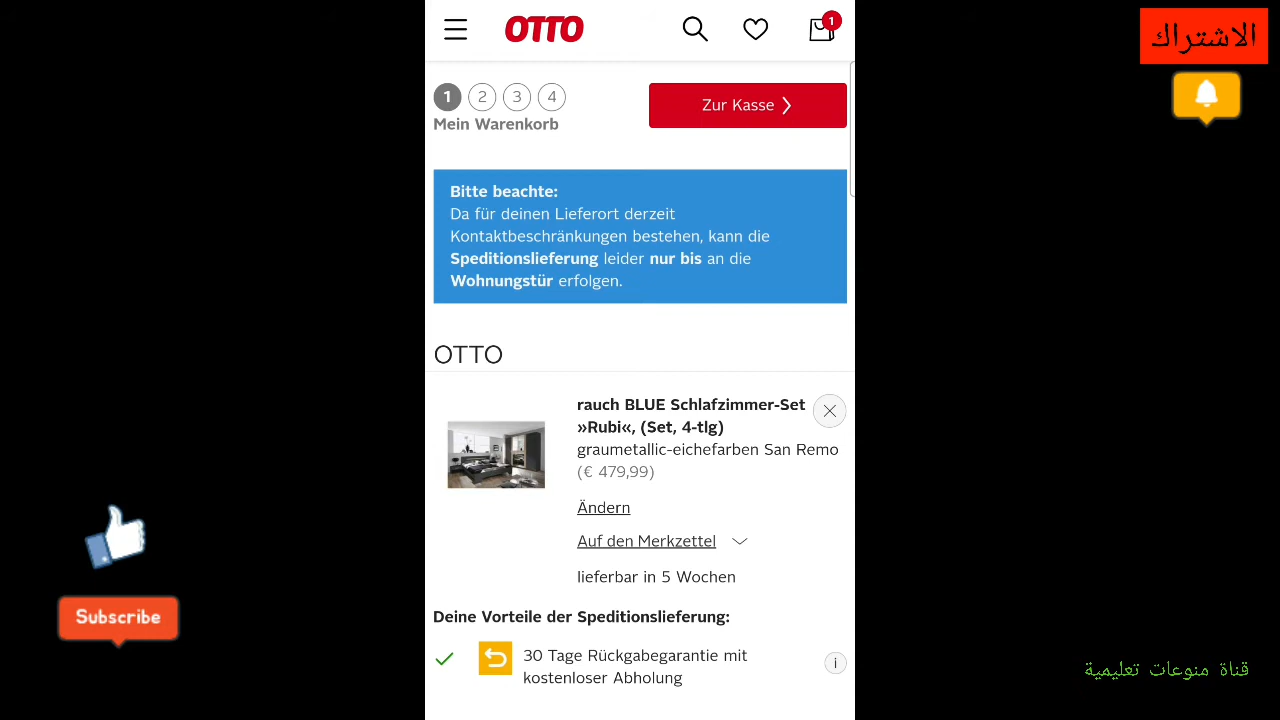 OTTO
1
الاشتراك
1 2 3 4
Mein Warenkorb
Zur Kasse
Bitte beachte:
Da für deinen Lieferort derzeit
Kontaktbeschränkungen bestehen, kann die
Speditionslieferung leider nur bis an die
Wohnungstür erfolgen.
OTTO
rauch BLUE Schlafzimmer-Set
»Rubi«, (Set, 4-tlg)
graumetallic-eichefarben San Remo
(€ 479,99)
Ändern
Auf den Merkzettel
lieferbar in 5 Wochen
Subscribe
Deine Vorteile der Speditionslieferung:
30 Tage Rückgabegarantie mit
kostenloser Abholung
i
قناة منوعات تعليمية